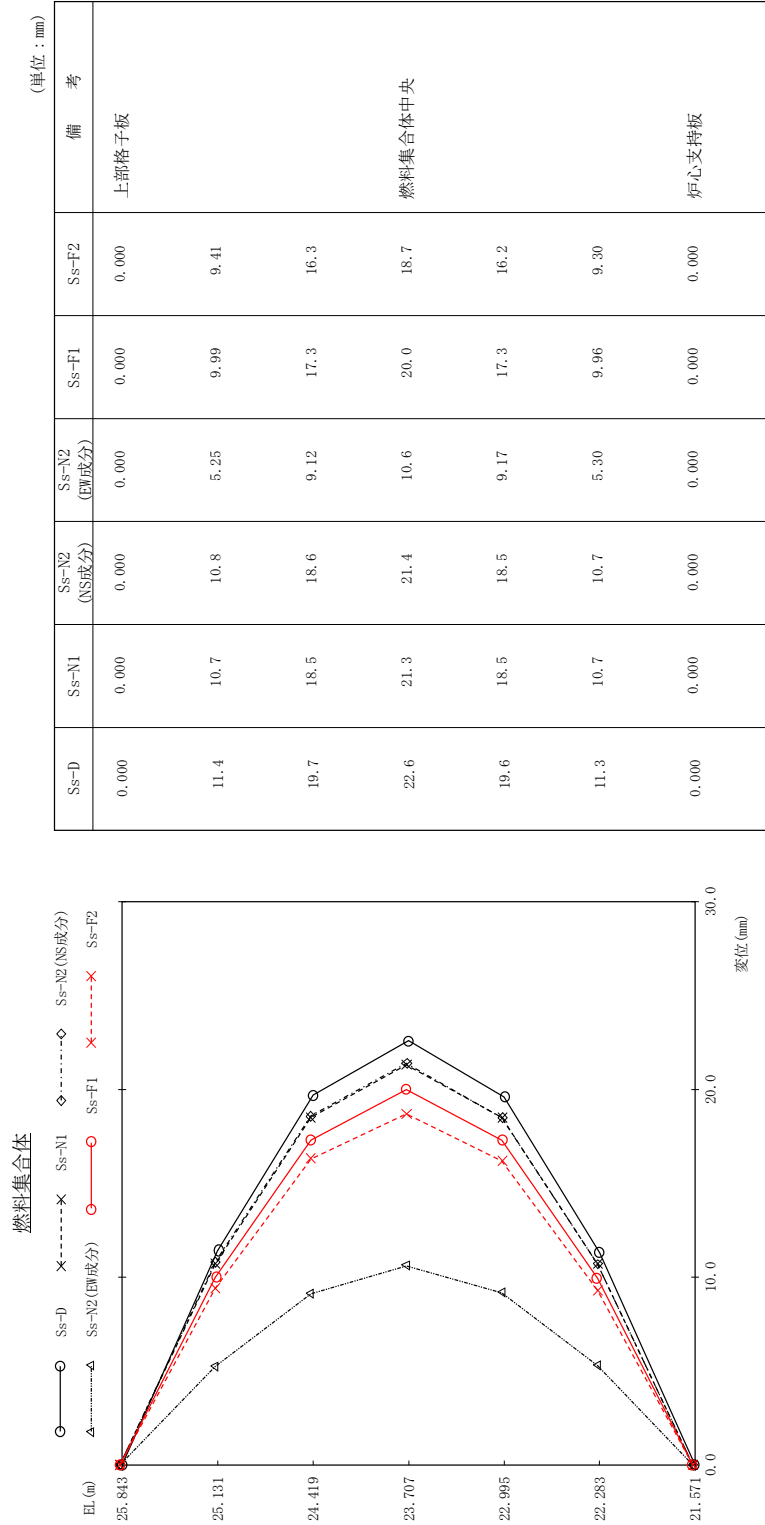 燃料集合体
Ss-D Ss-N1 Ss-N2(NS成分)
Ss-N2(EW成分) Ss-F1 Ss-F2
EL(m)
25.843
25.131
24.419
23.707
22.995
22.283
21.571
0.0 10.0 20.0 30.0
変位(mm)
(単位：mm)
Ss-D Ss-N1 Ss-N2 Ss-N2 Ss-F1 Ss-F2 備 考
(NS成分) (EW成分)
0.000 0.000 0.000 0.000 0.000 0.000 上部格子板
11.4 10.7 10.8 5.25 9.99 9.41
19.7 18.5 18.6 9.12 17.3 16.3
22.6 21.3 21.4 10.6 20.0 18.7 燃料集合体中央
19.6 18.5 18.5 9.17 17.3 16.2
11.3 10.7 10.7 5.30 9.96 9.30
0.000 0.000 0.000 0.000 0.000 0.000 炉心支持板